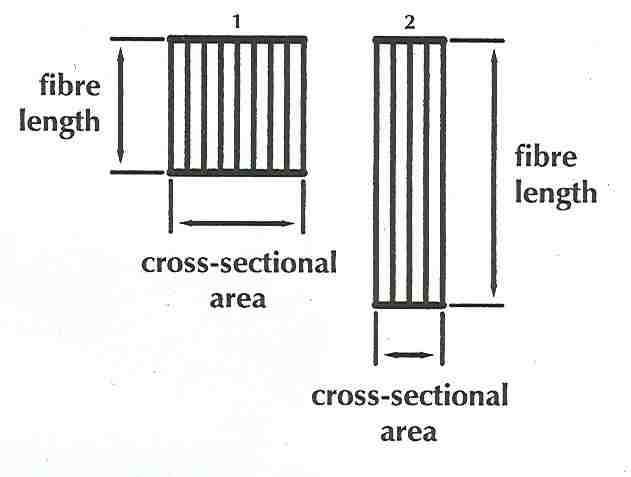 1
2
fibre
length
fibre
length
cross-sectional
area
cross-sectional
area